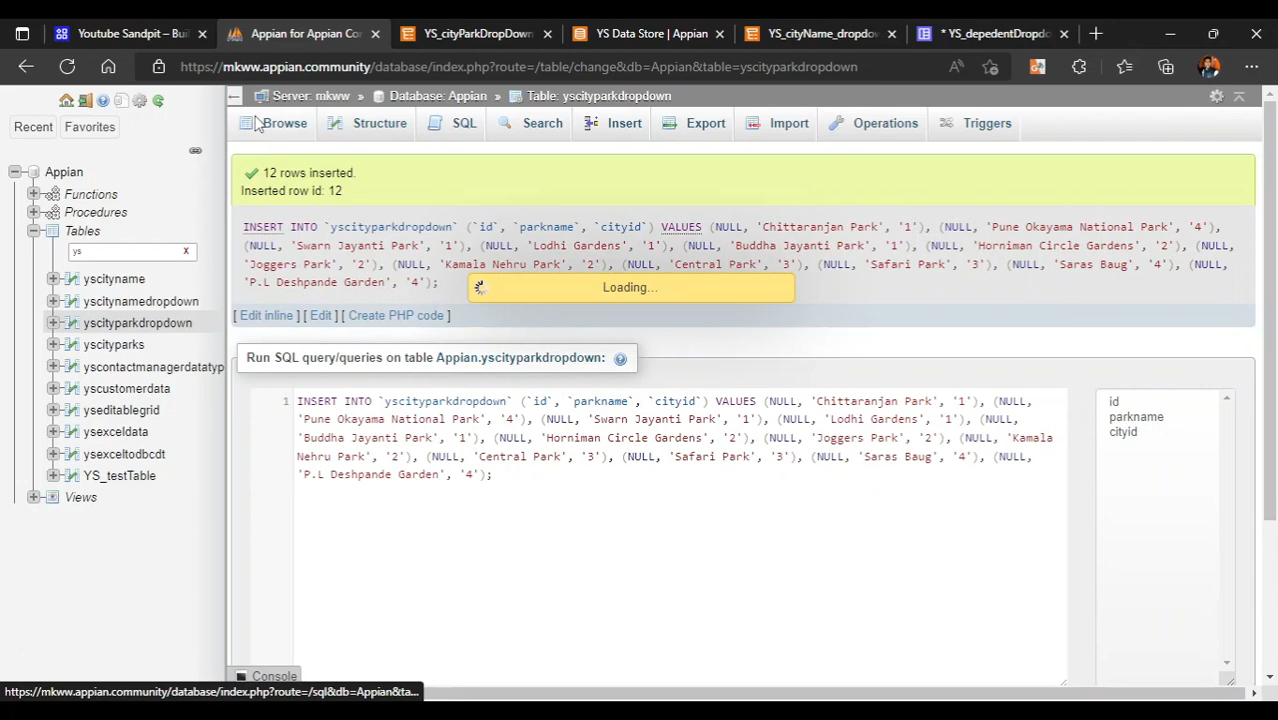 Youtube Sandpit – Buil
Appian for Appian Cor
YS_cityParkDropDown
YS Data Store | Appian
YS_cityName_dropdow
* YS_depedentDropdo
https://mkww.appian.community/database/index.php?route=/table/change&db=Appian&table=yscityparkdropdown
Server: mkww » Database: Appian » Table: yscityparkdropdown
Recent Favorites
Browse Structure SQL Search Insert Export Import Operations Triggers
Appian
Functions
Procedures
Tables
ys x
yscityname
yscitynamedropdown
yscityparkdropdown
yscityparks
yscontactmanagerdatatyp
yscustomerdata
yseditablegrid
ysexceldata
ysexceltodbcdt
YS_testTable
Views
12 rows inserted.
Inserted row id: 12
INSERT INTO `yscityparkdropdown` (`id`, `parkname`, `cityid`) VALUES (NULL, 'Chittaranjan Park', '1'), (NULL, 'Pune Okayama National Park', '4'),
(NULL, 'Swarn Jayanti Park', '1'), (NULL, 'Lodhi Gardens', '1'), (NULL, 'Buddha Jayanti Park', '1'), (NULL, 'Horniman Circle Gardens', '2'), (NULL,
'Joggers Park', '2'), (NULL, 'Kamala Nehru Park', '2'), (NULL, 'Central Park', '3'), (NULL, 'Safari Park', '3'), (NULL, 'Saras Baug', '4'), (NULL,
'P.L Deshpande Garden', '4');
Loading...
[ Edit inline ] [ Edit ] [ Create PHP code ]
Run SQL query/queries on table Appian.yscityparkdropdown:
1 INSERT INTO `yscityparkdropdown` (`id`, `parkname`, `cityid`) VALUES (NULL, 'Chittaranjan Park', '1'), (NULL,
'Pune Okayama National Park', '4'), (NULL, 'Swarn Jayanti Park', '1'), (NULL, 'Lodhi Gardens', '1'), (NULL,
'Buddha Jayanti Park', '1'), (NULL, 'Horniman Circle Gardens', '2'), (NULL, 'Joggers Park', '2'), (NULL, 'Kamala
Nehru Park', '2'), (NULL, 'Central Park', '3'), (NULL, 'Safari Park', '3'), (NULL, 'Saras Baug', '4'), (NULL,
'P.L Deshpande Garden', '4');
id
parkname
cityid
Console
https://mkww.appian.community/database/index.php?route=/sql&db=Appian&ta...